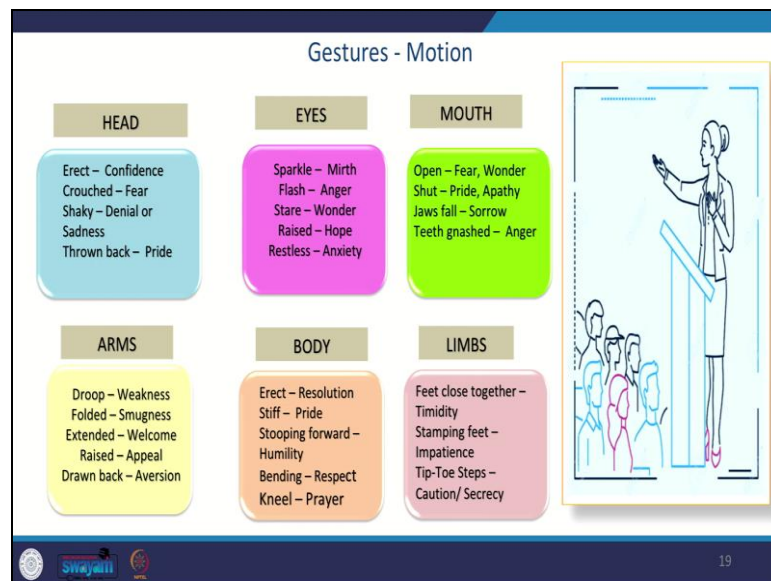 Gestures - Motion
HEAD
Erect – Confidence
Crouched – Fear
Shaky – Denial or
Sadness
Thrown back – Pride
EYES
Sparkle – Mirth
Flash – Anger
Stare – Wonder
Raised – Hope
Restless – Anxiety
MOUTH
Open – Fear, Wonder
Shut – Pride, Apathy
Jaws fall – Sorrow
Teeth gnashed – Anger
ARMS
Droop – Weakness
Folded – Smugness
Extended – Welcome
Raised – Appeal
Drawn back – Aversion
BODY
Erect – Resolution
Stiff – Pride
Stooping forward –
Humility
Bending – Respect
Kneel – Prayer
LIMBS
Feet close together –
Timidity
Stamping feet –
Impatience
Tip-Toe Steps –
Caution/ Secrecy
swayam
NPTEL
19